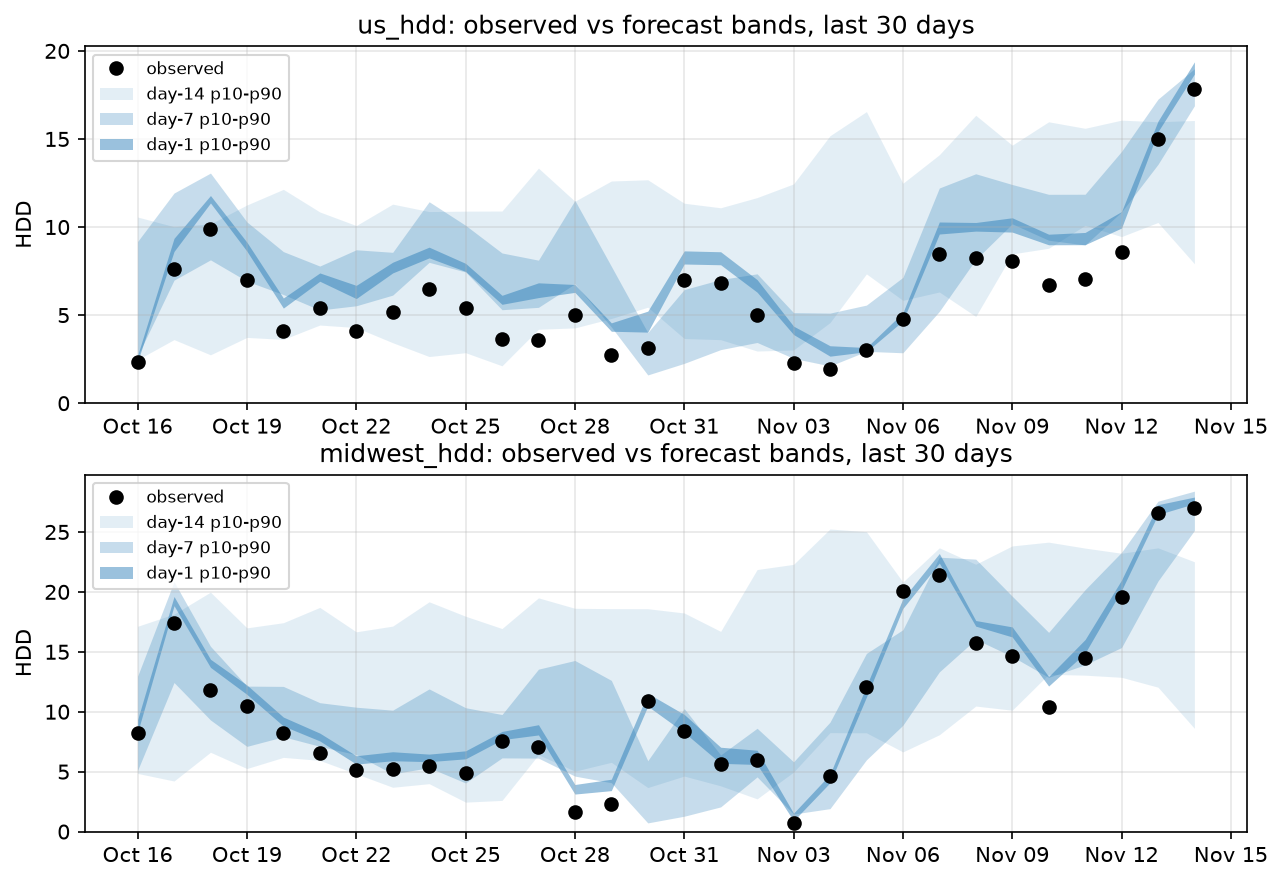 us_hdd: observed vs forecast bands, last 30 days
20
15
10
5
0
HDD
observed
day-14 p10-p90
day-7 p10-p90
day-1 p10-p90
Oct 16 Oct 19 Oct 22 Oct 25 Oct 28 Oct 31 Nov 03 Nov 06 Nov 09 Nov 12 Nov 15
midwest_hdd: observed vs forecast bands, last 30 days
25
20
15
10
5
0
HDD
observed
day-14 p10-p90
day-7 p10-p90
day-1 p10-p90
Oct 16 Oct 19 Oct 22 Oct 25 Oct 28 Oct 31 Nov 03 Nov 06 Nov 09 Nov 12 Nov 15